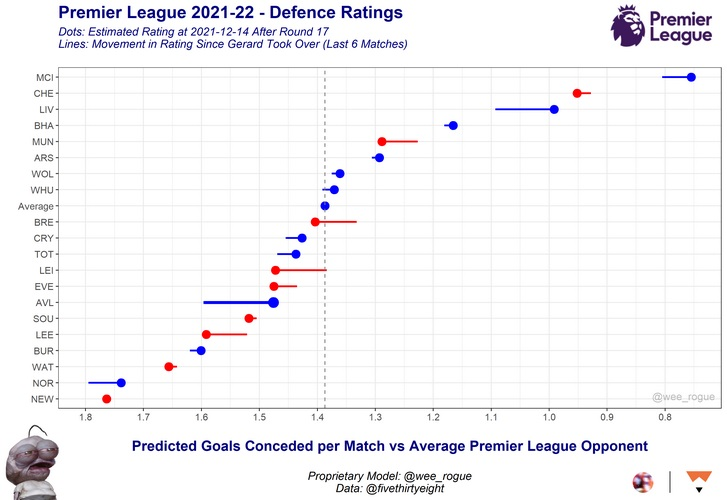 Premier League 2021-22 - Defence Ratings
Dots: Estimated Rating at 2021-12-14 After Round 17
Lines: Movement in Rating Since Gerard Took Over (Last 6 Matches)
Premier
League
MCI
CHE
LIV
BHA
MUN
ARS
WOL
WHU
Average
BRE
CRY
TOT
LEI
EVE
AVL
SOU
LEE
BUR
WAT
NOR
NEW
@wee_rogue
1.8 1.7 1.6 1.5 1.4 1.3 1.2 1.1 1.0 0.9 0.8
Predicted Goals Conceded per Match vs Average Premier League Opponent
Proprietary Model: @wee_rogue
Data: @fivethirtyeight